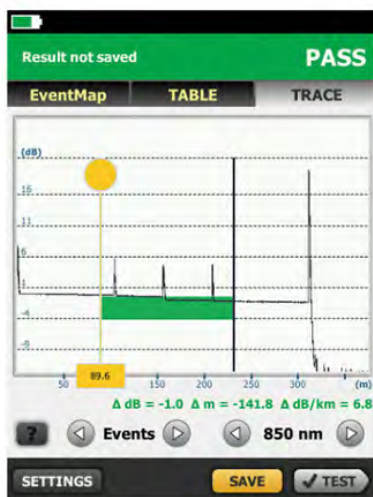 Result not saved PASS
EventMap TABLE TRACE
(dB)
16
11
6
1
-4
-9
50 89.6 150 200 250 300 (m)
Δ dB = -1.0 Δ m = -141.8 Δ dB/km = 6.8
? Events 850 nm
SETTINGS SAVE ✓TEST